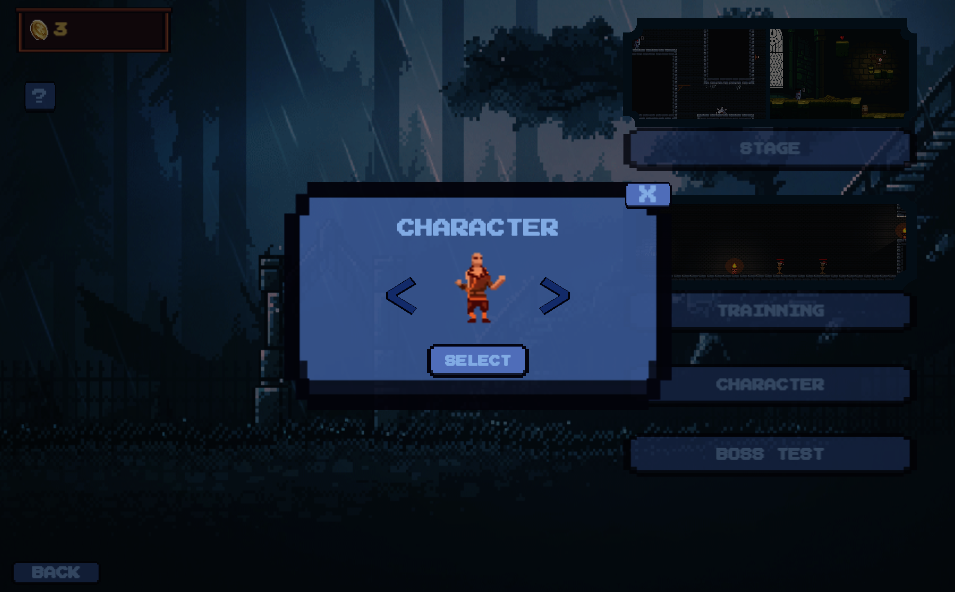 3
?
STAGE
X
CHARACTER
<
>
SELECT
TRAINNING
CHARACTER
BOSS TEST
BACK